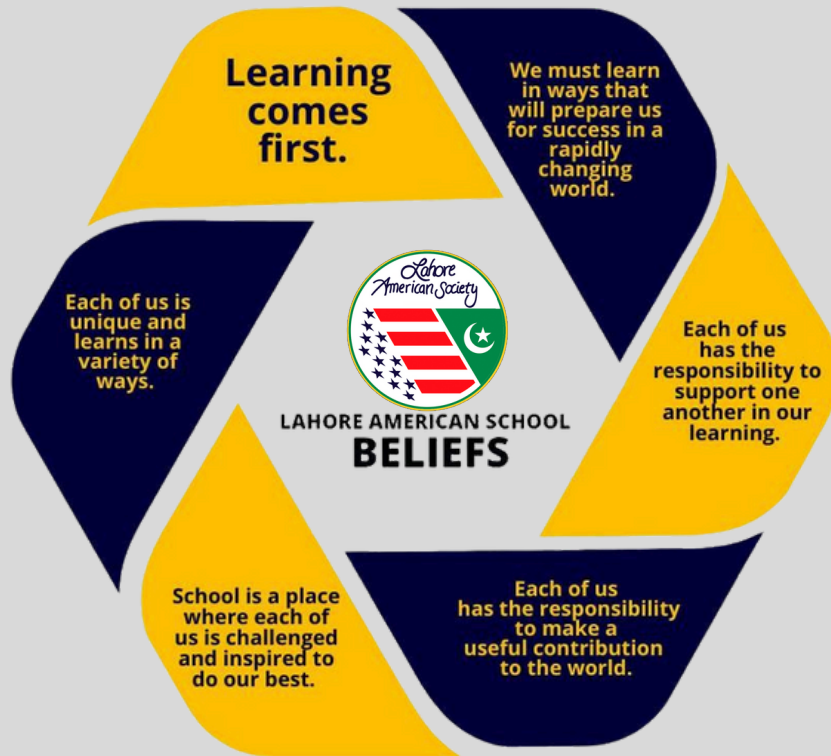 Learning
comes
first.
We must learn
in ways that
will prepare us
for success in a
rapidly
changing
world.
Each of us
has the
responsibility to
support one
another in our
learning.
Each of us
has the responsibility
to make a
useful contribution
to the world.
School is a place
where each of
us is challenged
and inspired to
do our best.
Each of us is
unique and
learns in a
variety of
ways.
Lahore
American Society
LAHORE AMERICAN SCHOOL
BELIEFS